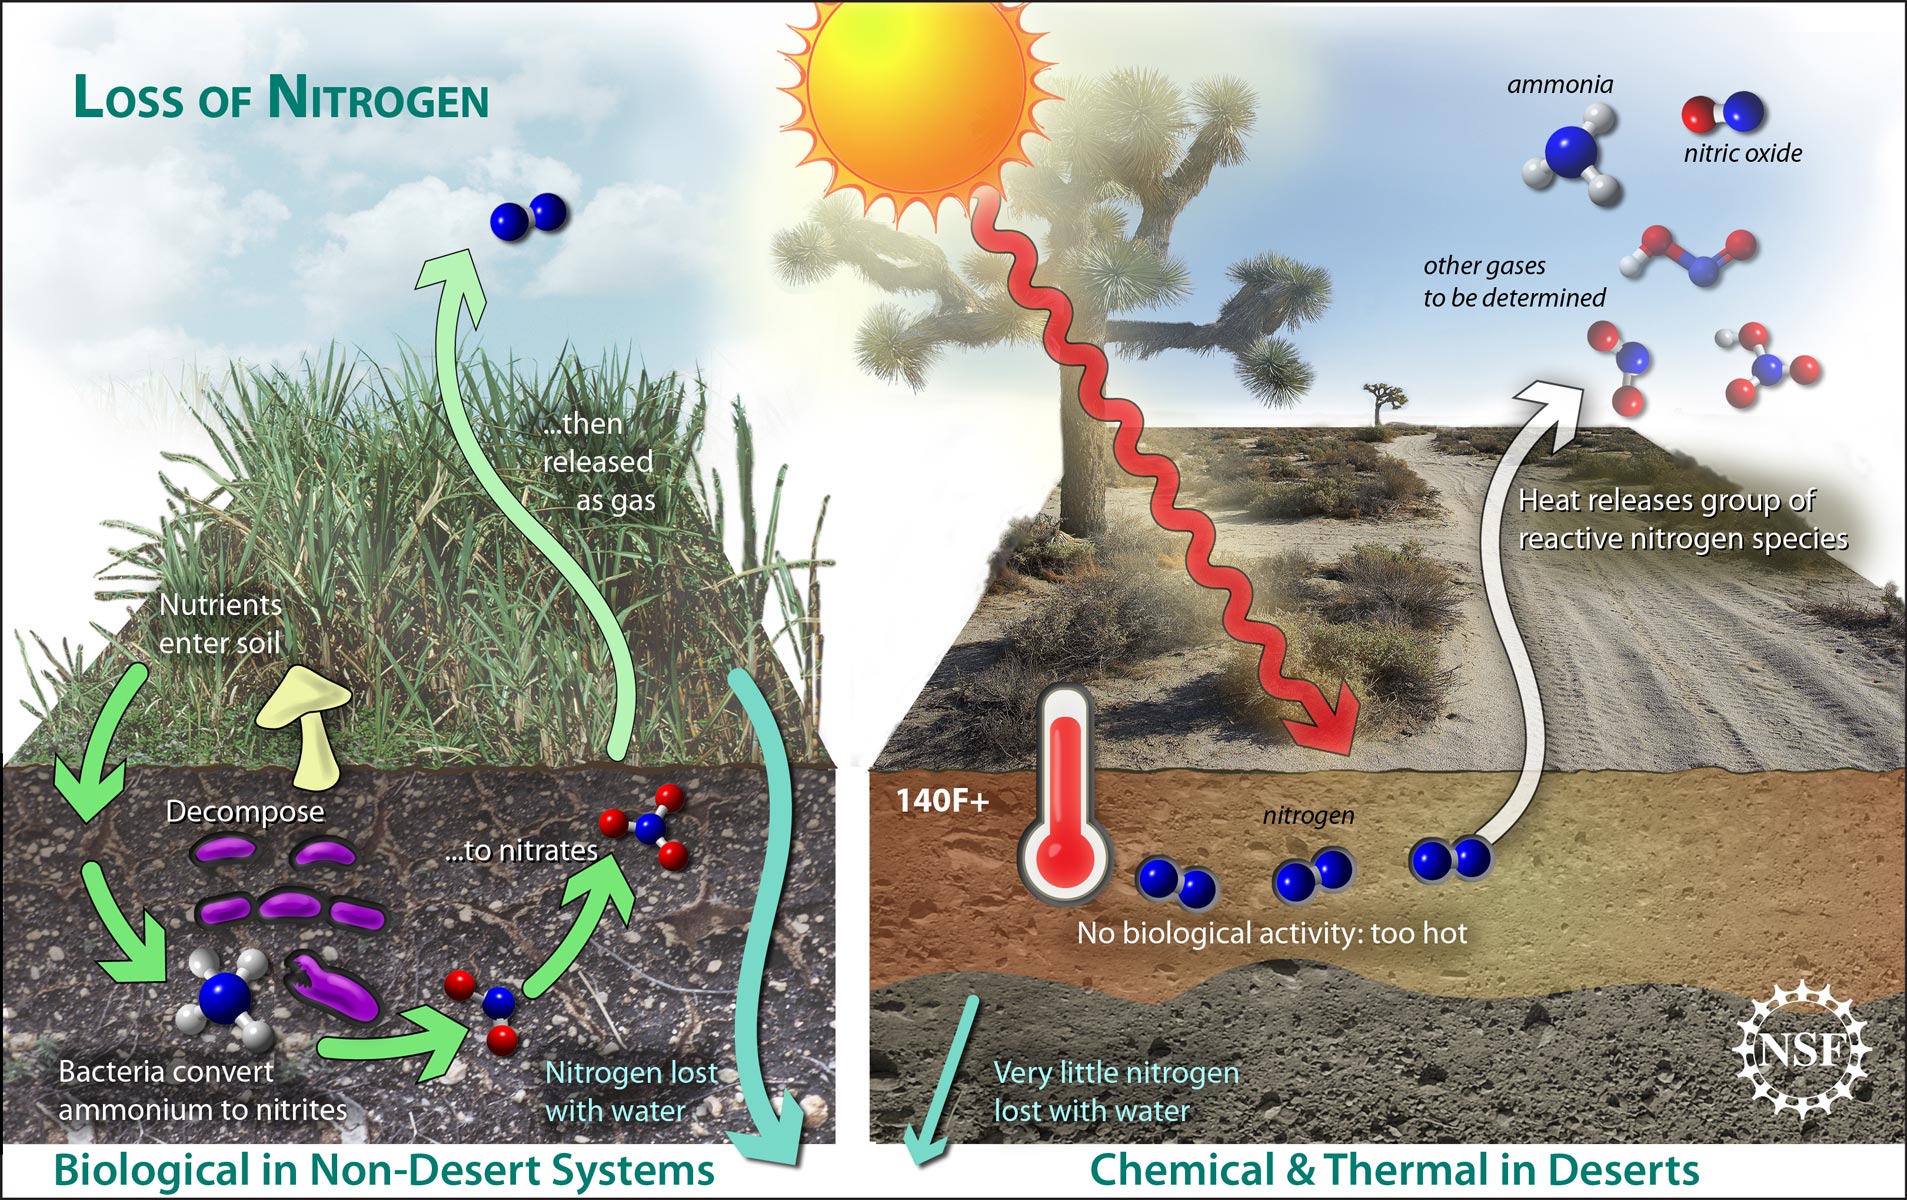 LOSS OF NITROGEN
...then
released
as gas
Nutrients
enter soil
Decompose
...to nitrates
Bacteria convert
ammonium to nitrites
Nitrogen lost
with water
Biological in Non-Desert Systems
ammonia
nitric oxide
other gases
to be determined
Heat releases group of
reactive nitrogen species
140F+
nitrogen
No biological activity: too hot
Very little nitrogen
lost with water
NSF
Chemical & Thermal in Deserts